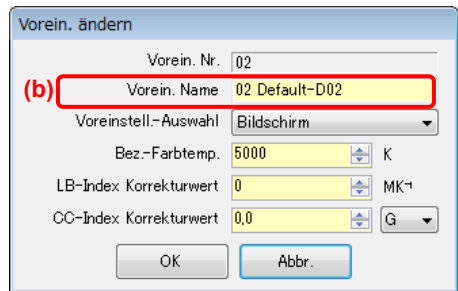 Vorein. ändern
Vorein. Nr. 02
(b) Vorein. Name 02 Default-D02
Voreinstell.-Auswahl Bildschirm
Bez.-Farbtemp. 5000 K
LB-Index Korrekturwert 0 MK⁻¹
CC-Index Korrekturwert 0,0 G
OK Abbr.